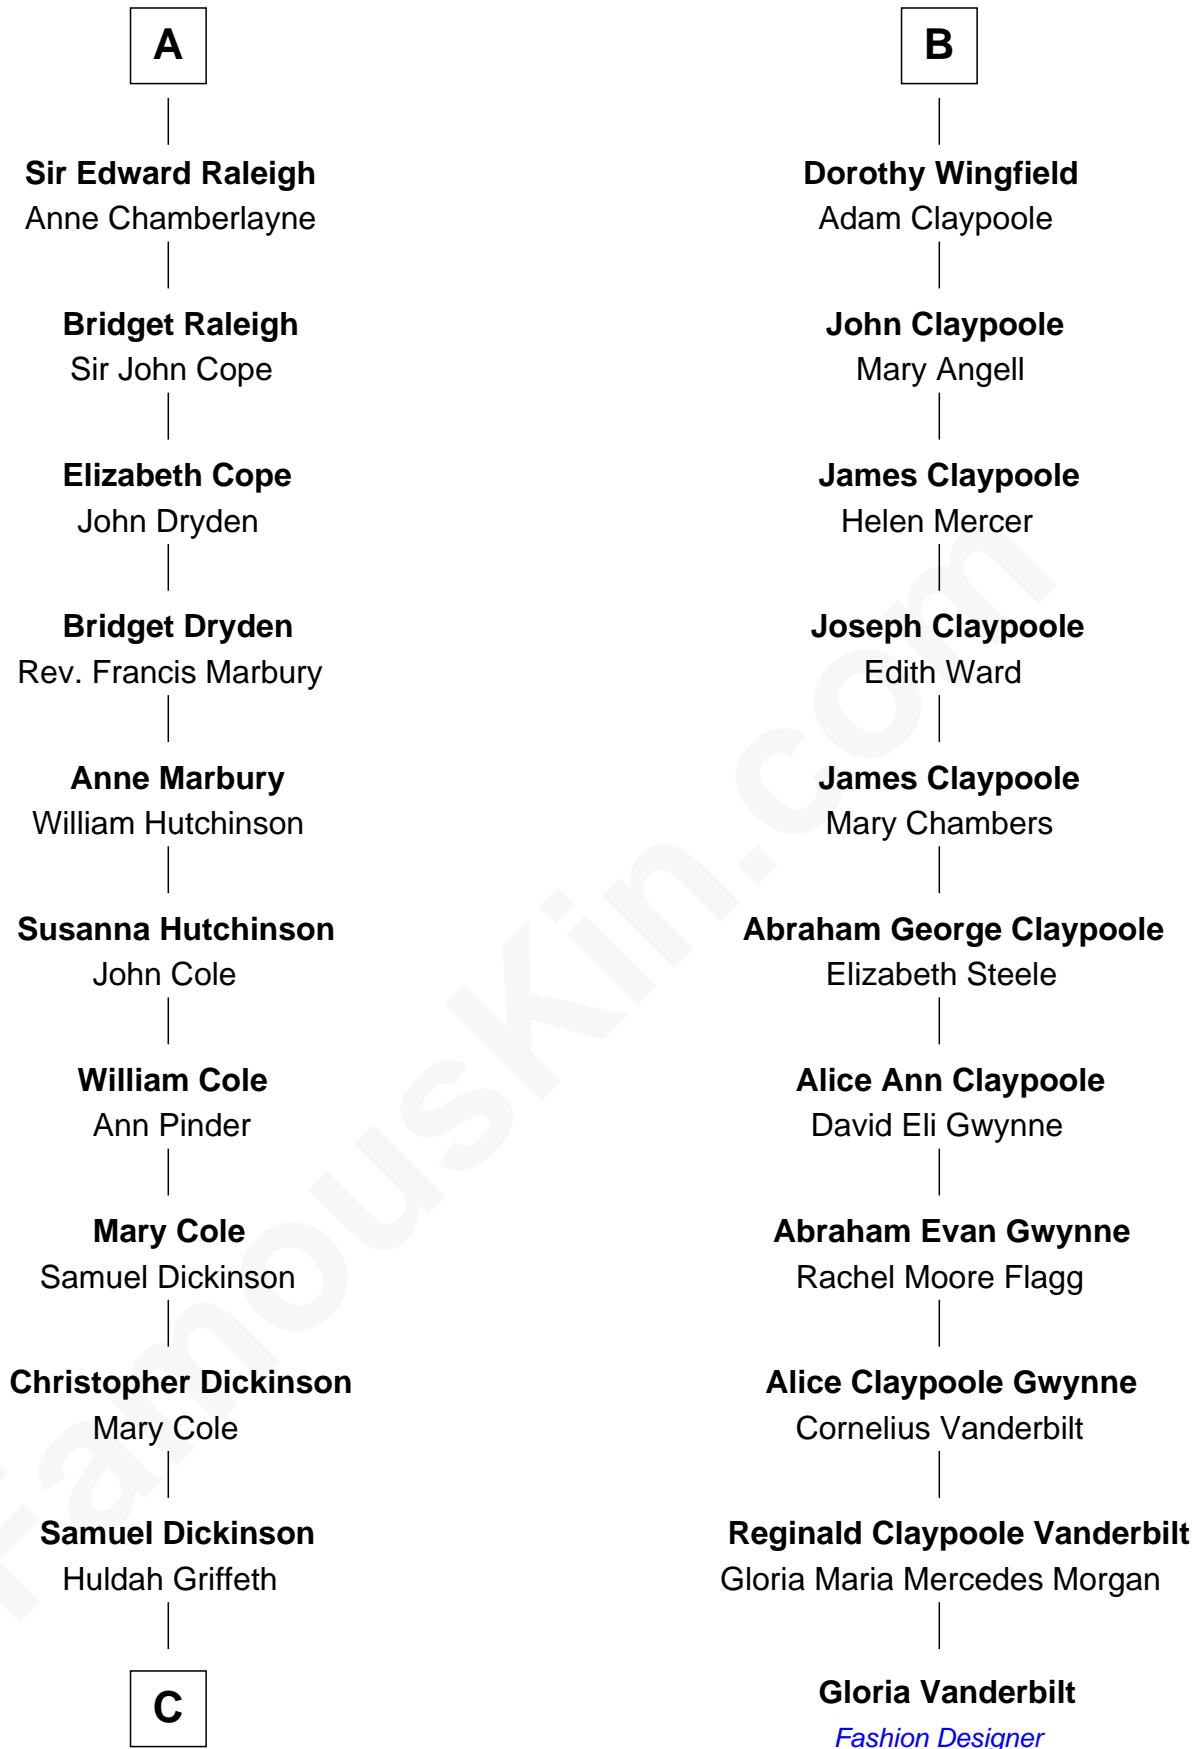 A
Sir Edward Raleigh
Anne Chamberlayne
Bridget Raleigh
Sir John Cope
Elizabeth Cope
John Dryden
Bridget Dryden
Rev. Francis Marbury
Anne Marbury
William Hutchinson
Susanna Hutchinson
John Cole
William Cole
Ann Pinder
Mary Cole
Samuel Dickinson
Christopher Dickinson
Mary Cole
Samuel Dickinson
Huldah Griffeth
C
B
Dorothy Wingfield
Adam Claypoole
John Claypoole
Mary Angell
James Claypoole
Helen Mercer
Joseph Claypoole
Edith Ward
James Claypoole
Mary Chambers
Abraham George Claypoole
Elizabeth Steele
Alice Ann Claypoole
David Eli Gwynne
Abraham Evan Gwynne
Rachel Moore Flagg
Alice Claypoole Gwynne
Cornelius Vanderbilt
Reginald Claypoole Vanderbilt
Gloria Maria Mercedes Morgan
Gloria Vanderbilt
Fashion Designer
FamousKin.com